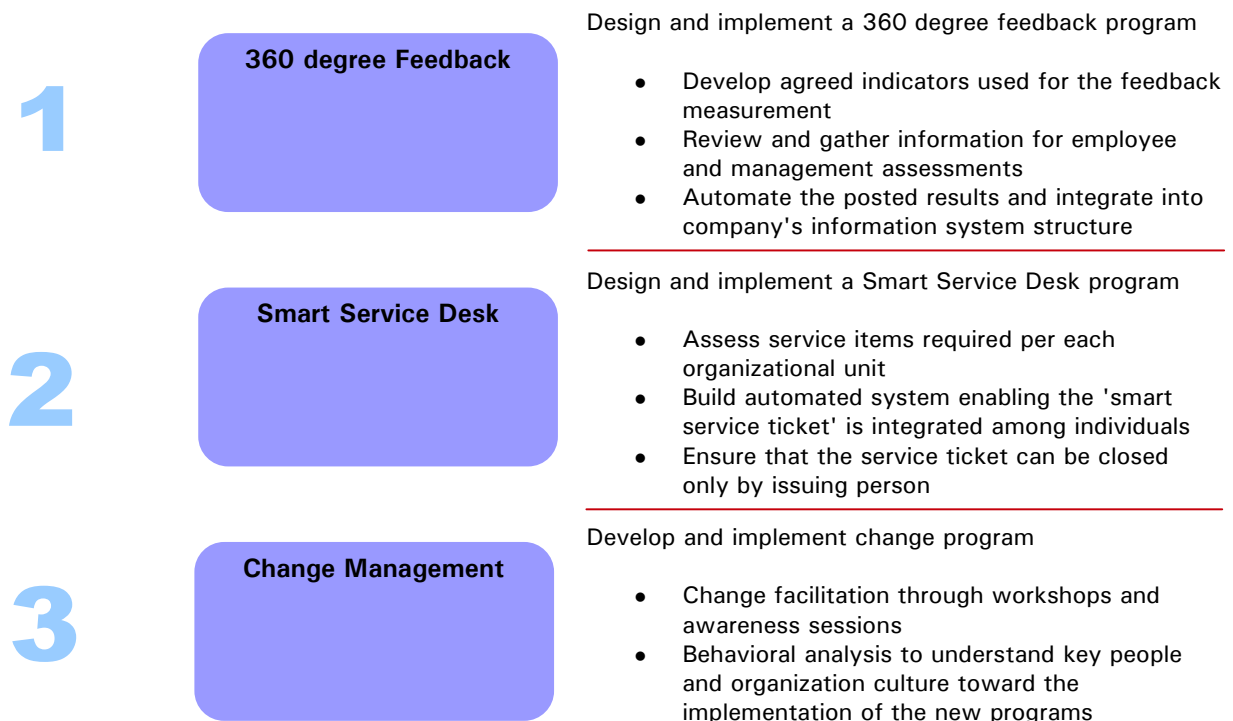 1
360 degree Feedback
Design and implement a 360 degree feedback program
● Develop agreed indicators used for the feedback
measurement
● Review and gather information for employee
and management assessments
● Automate the posted results and integrate into
company's information system structure
2
Smart Service Desk
Design and implement a Smart Service Desk program
● Assess service items required per each
organizational unit
● Build automated system enabling the 'smart
service ticket' is integrated among individuals
● Ensure that the service ticket can be closed
only by issuing person
3
Change Management
Develop and implement change program
● Change facilitation through workshops and
awareness sessions
● Behavioral analysis to understand key people
and organization culture toward the
implementation of the new programs